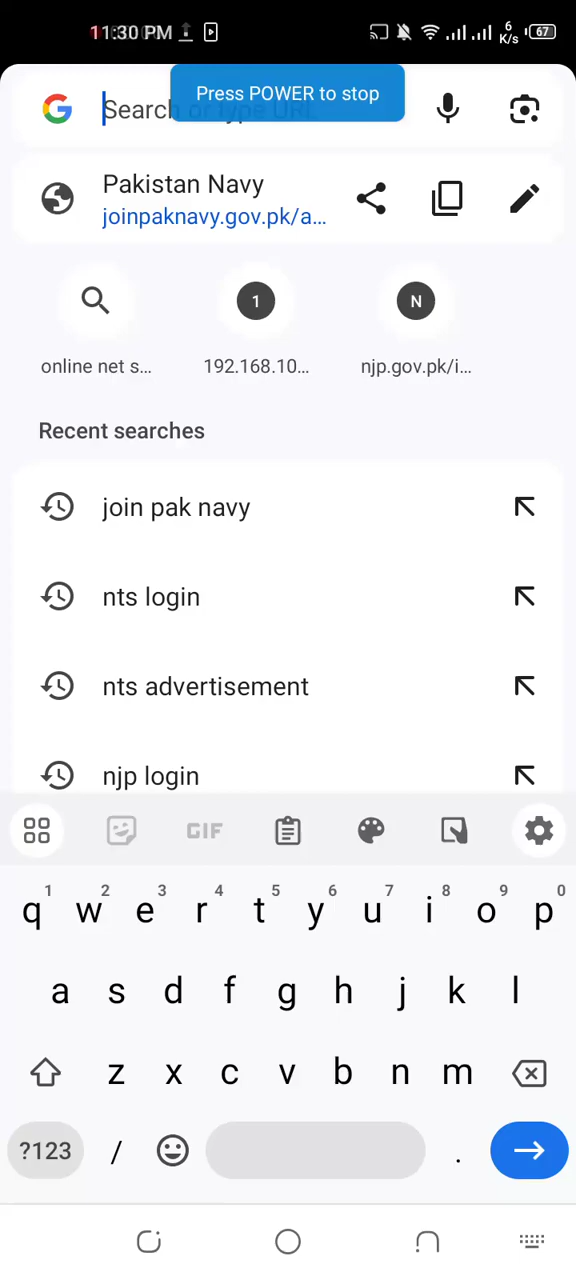 11:30 PM
6 K/s 67
Press POWER to stop
Search or type URL
Pakistan Navy
joinpaknavy.gov.pk/a...
1
N
online net s...
192.168.10...
njp.gov.pk/i...
Recent searches
join pak navy
nts login
nts advertisement
njp login
GIF
1 2 3 4 5 6 7 8 9 0
q w e r t y u i o p
a s d f g h j k l
z x c v b n m
?123 / .